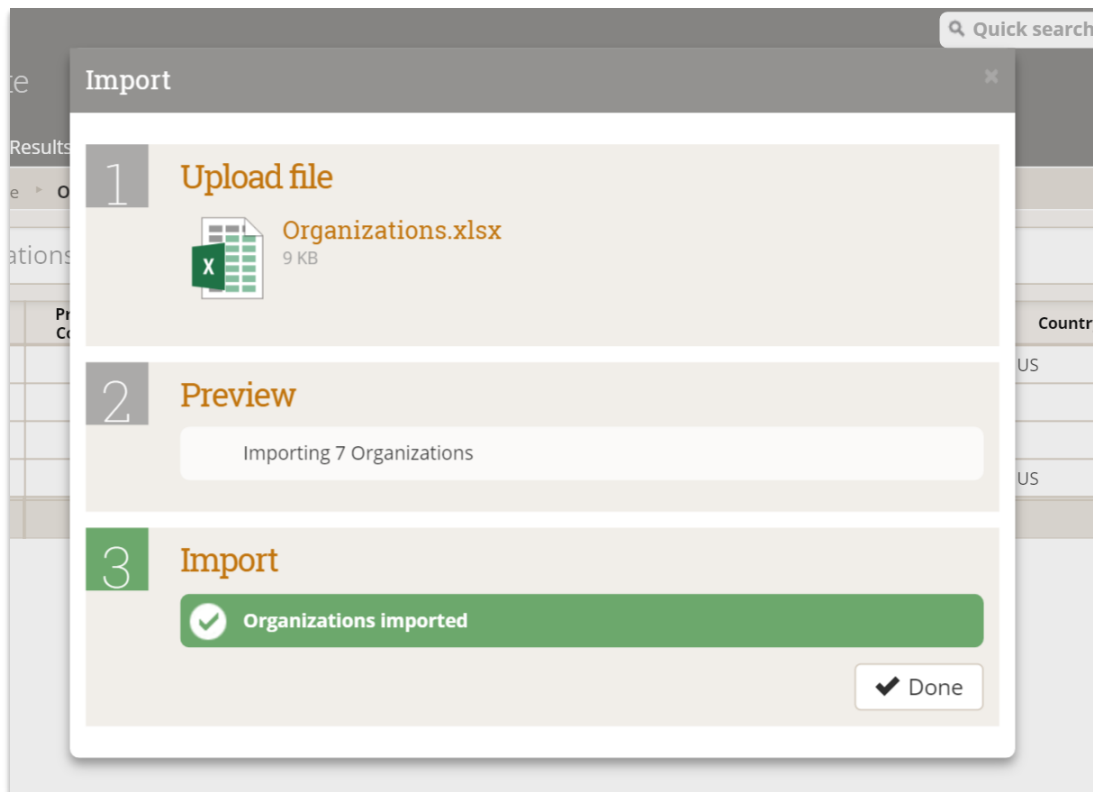 Quick search
Import
Results
1
Upload file
Organizations.xlsx
9 KB
X
Countr
US
2
Preview
Importing 7 Organizations
US
3
Import
Organizations imported
Done